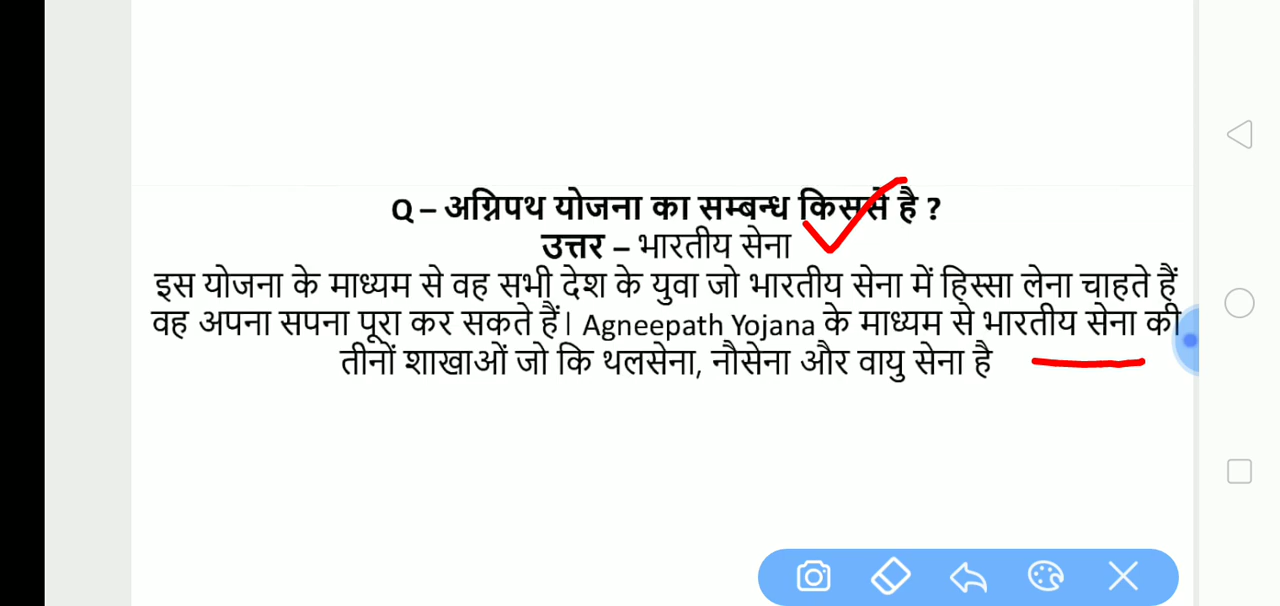 Q – अग्निपथ योजना का सम्बन्ध किससे है ?
उत्तर – भारतीय सेना
इस योजना के माध्यम से वह सभी देश के युवा जो भारतीय सेना में हिस्सा लेना चाहते हैं
वह अपना सपना पूरा कर सकते हैं। Agneepath Yojana के माध्यम से भारतीय सेना की
तीनों शाखाओं जो कि थलसेना, नौसेना और वायु सेना है